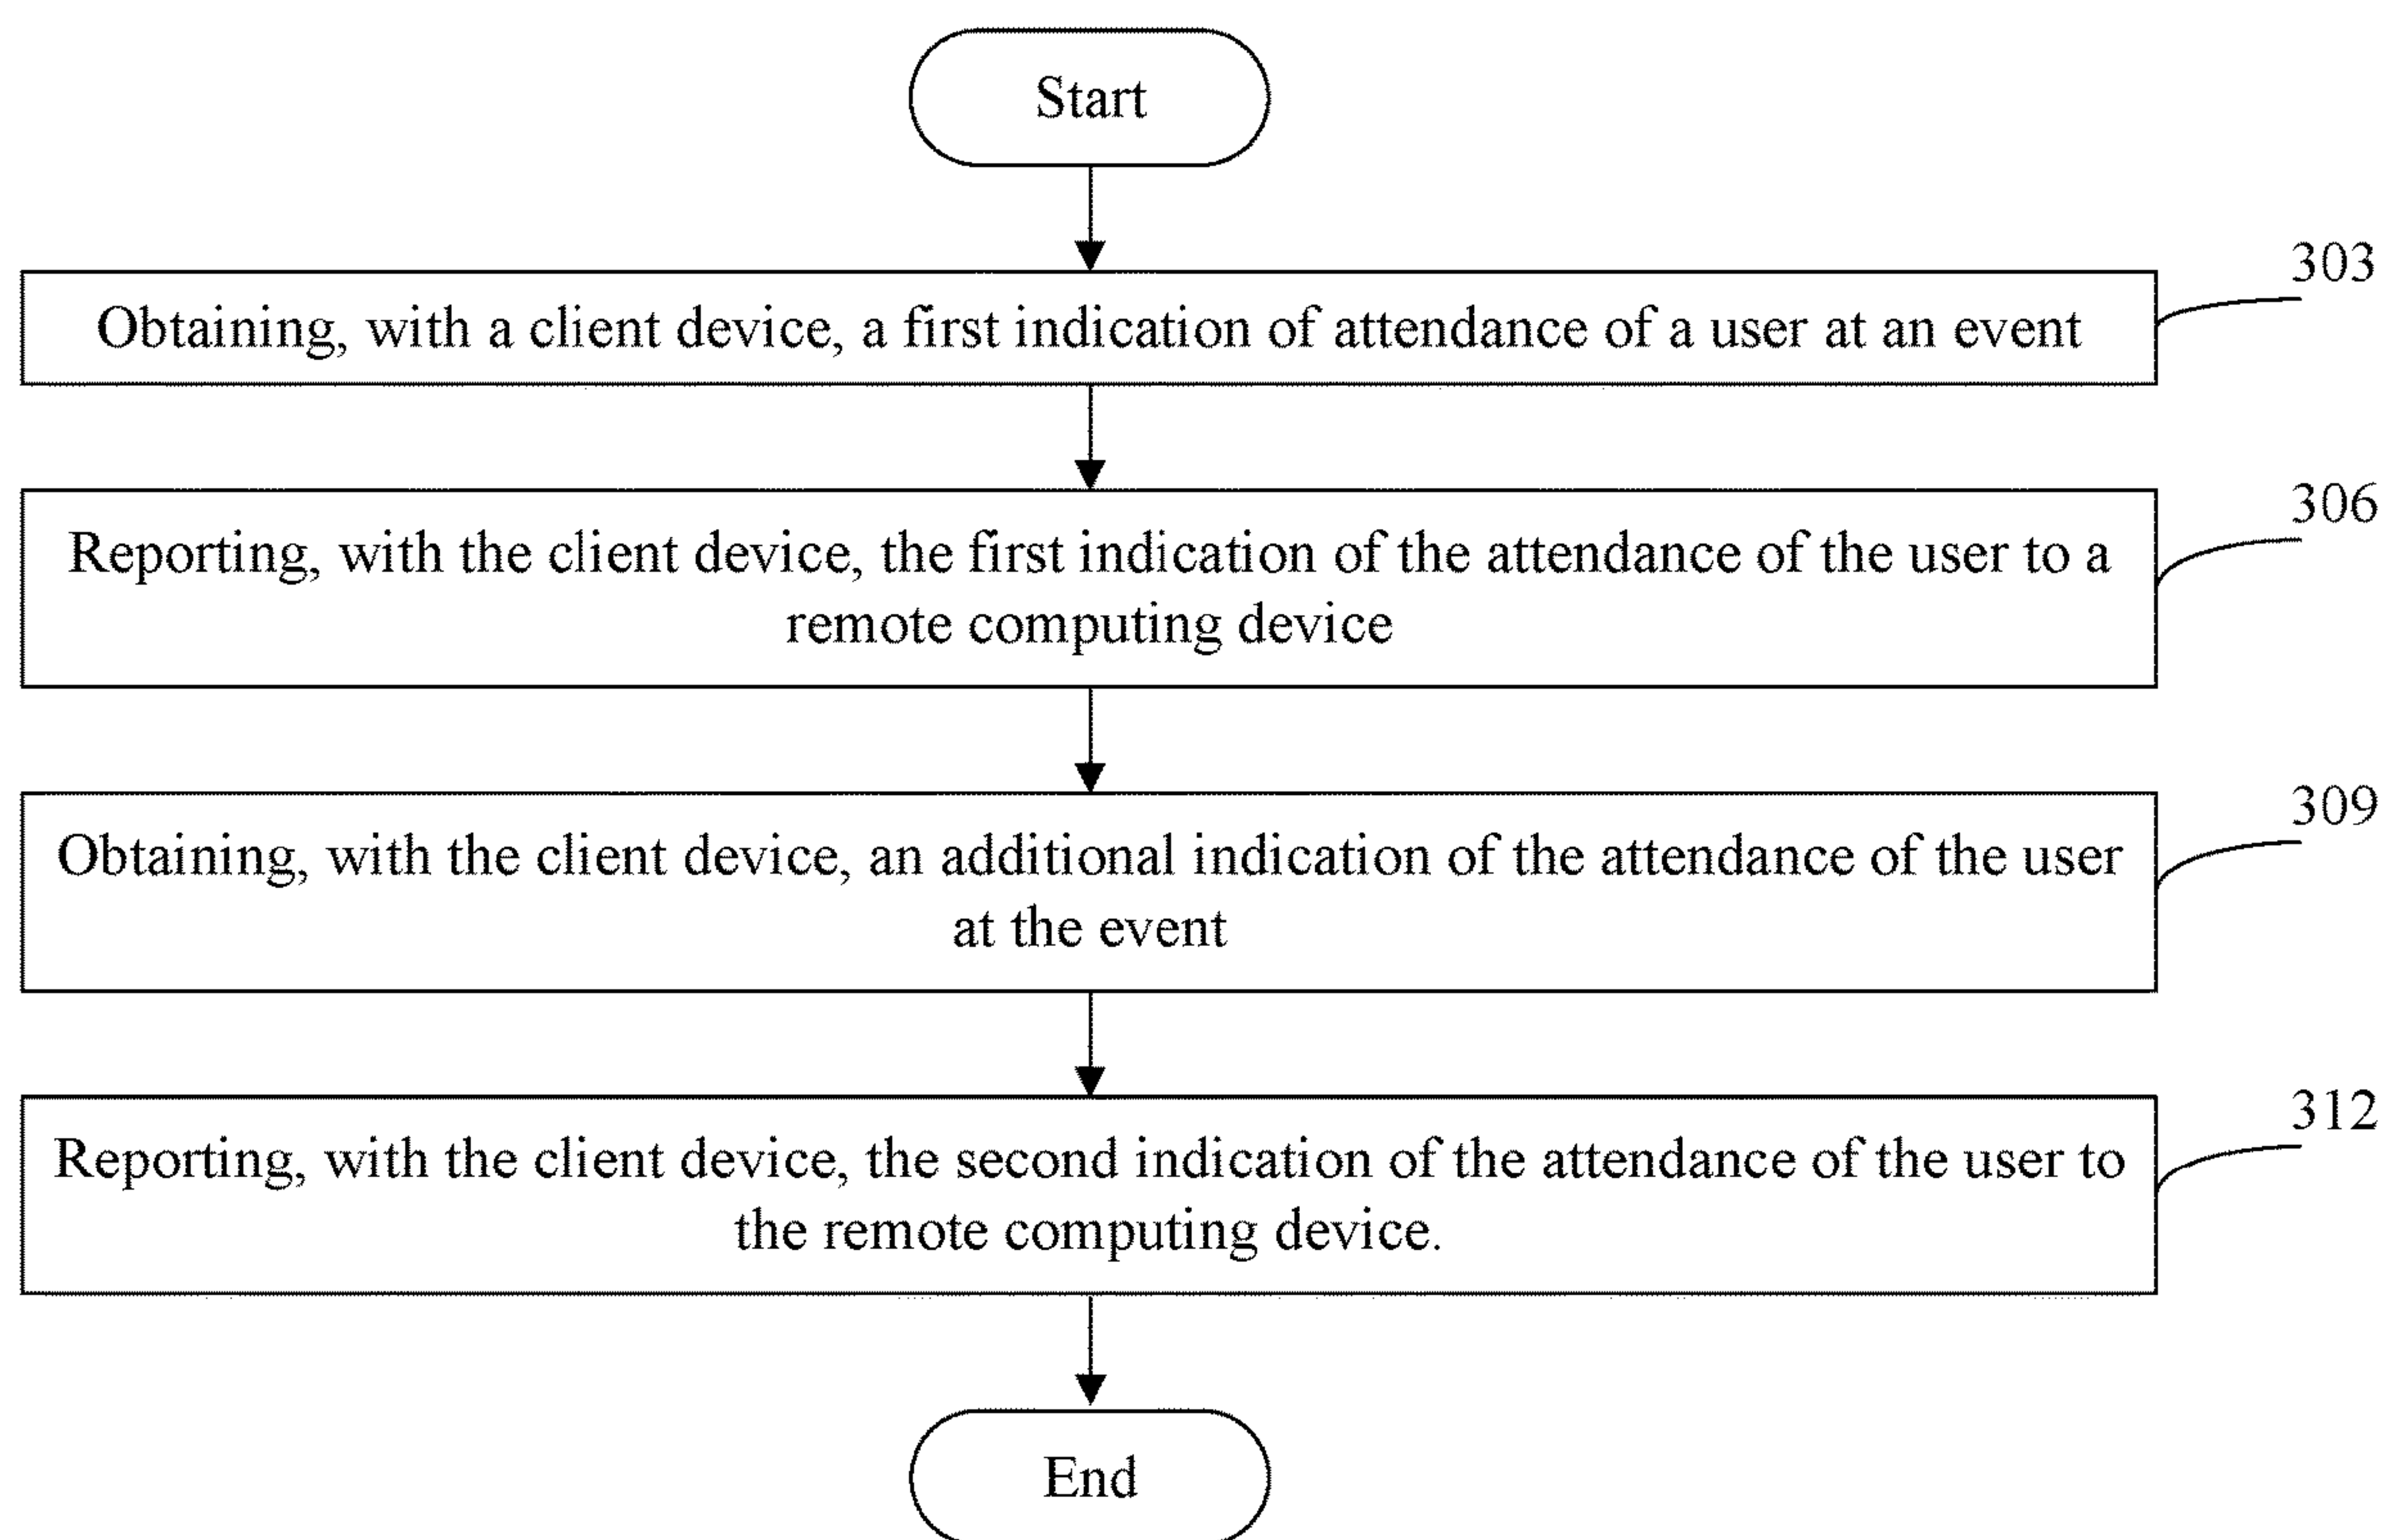 Start
303
Obtaining, with a client device, a first indication of attendance of a user at an event
306
Reporting, with the client device, the first indication of the attendance of the user to a
remote computing device
309
Obtaining, with the client device, an additional indication of the attendance of the user
at the event
312
Reporting, with the client device, the second indication of the attendance of the user to
the remote computing device.
End